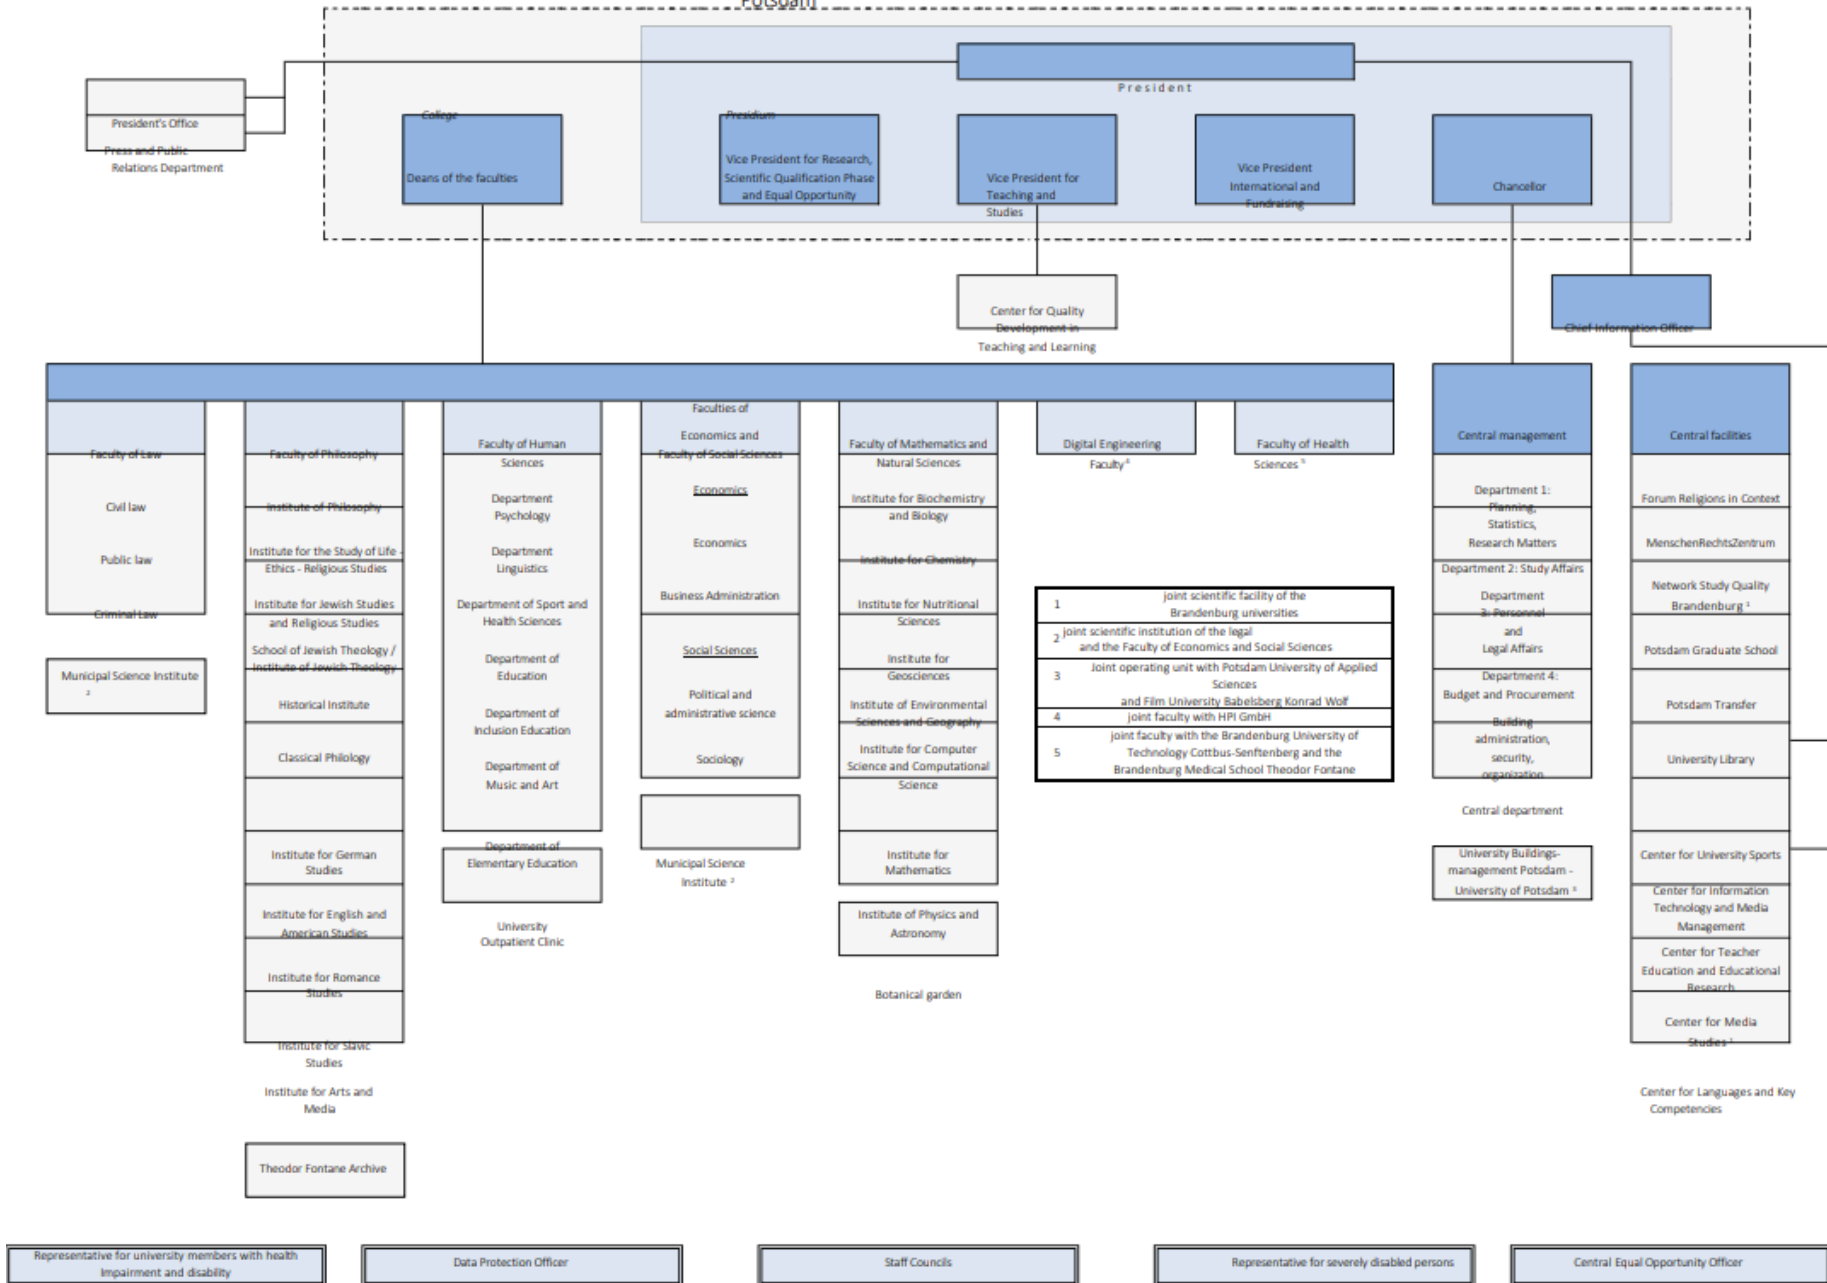 Potsdam
President
President's Office
Press and Public
Relations Department
College
Deans of the faculties
Presidium
Vice President for Research,
Scientific Qualification Phase
and Equal Opportunity
Vice President for
Teaching and
Studies
Vice President
International and
Fundraising
Chancellor
Center for Quality
Development in
Teaching and Learning
Chief Information Officer
Faculties of
Faculty of Law
Civil law
Public law
Criminal Law
Municipal Science Institute
2
Faculty of Philosophy
Institute of Philosophy
Institute for the Study of Life -
Ethics - Religious Studies
Institute for Jewish Studies
and Religious Studies
School of Jewish Theology /
Institute of Jewish Theology
Historical Institute
Classical Philology
Institute for German
Studies
Institute for English and
American Studies
Institute for Romance
Studies
Institute for Slavic
Studies
Institute for Arts and
Media
Theodor Fontane Archive
Faculty of Human
Sciences
Department
Psychology
Department
Linguistics
Department of Sport and
Health Sciences
Department of
Education
Department of
Inclusion Education
Department of
Music and Art
Department of
Elementary Education
University
Outpatient Clinic
Economics and
Faculty of Social Sciences
Economics
Economics
Business Administration
Social Sciences
Political and
administrative science
Sociology
Municipal Science
Institute ²
Faculty of Mathematics and
Natural Sciences
Institute for Biochemistry
and Biology
Institute for Chemistry
Institute for Nutritional
Sciences
Institute for
Geosciences
Institute of Environmental
Sciences and Geography
Institute for Computer
Science and Computational
Science
Institute for
Mathematics
Institute of Physics and
Astronomy
Botanical garden
Digital Engineering
Faculty ⁴
Faculty of Health
Sciences ⁵
1 joint scientific facility of the
Brandenburg universities
2 joint scientific institution of the legal
and the Faculty of Economics and Social Sciences
3 Joint operating unit with Potsdam University of Applied
Sciences
and Film University Babelsberg Konrad Wolf
4 joint faculty with HPI GmbH
5 joint faculty with the Brandenburg University of
Technology Cottbus-Senftenberg and the
Brandenburg Medical School Theodor Fontane
Central management
Department 1:
Planning,
Statistics,
Research Matters
Department 2: Study Affairs
Department
3: Personnel
and
Legal Affairs
Department 4:
Budget and Procurement
Building
administration,
security,
organization
Central department
University Buildings-
management Potsdam -
University of Potsdam ³
Central facilities
Forum Religions in Context
MenschenRechtsZentrum
Network Study Quality
Brandenburg ¹
Potsdam Graduate School
Potsdam Transfer
University Library
Center for University Sports
Center for Information
Technology and Media
Management
Center for Teacher
Education and Educational
Research
Center for Media
Studies ¹
Center for Languages and Key
Competencies
Representative for university members with health
Impairment and disability
Data Protection Officer
Staff Councils
Representative for severely disabled persons
Central Equal Opportunity Officer